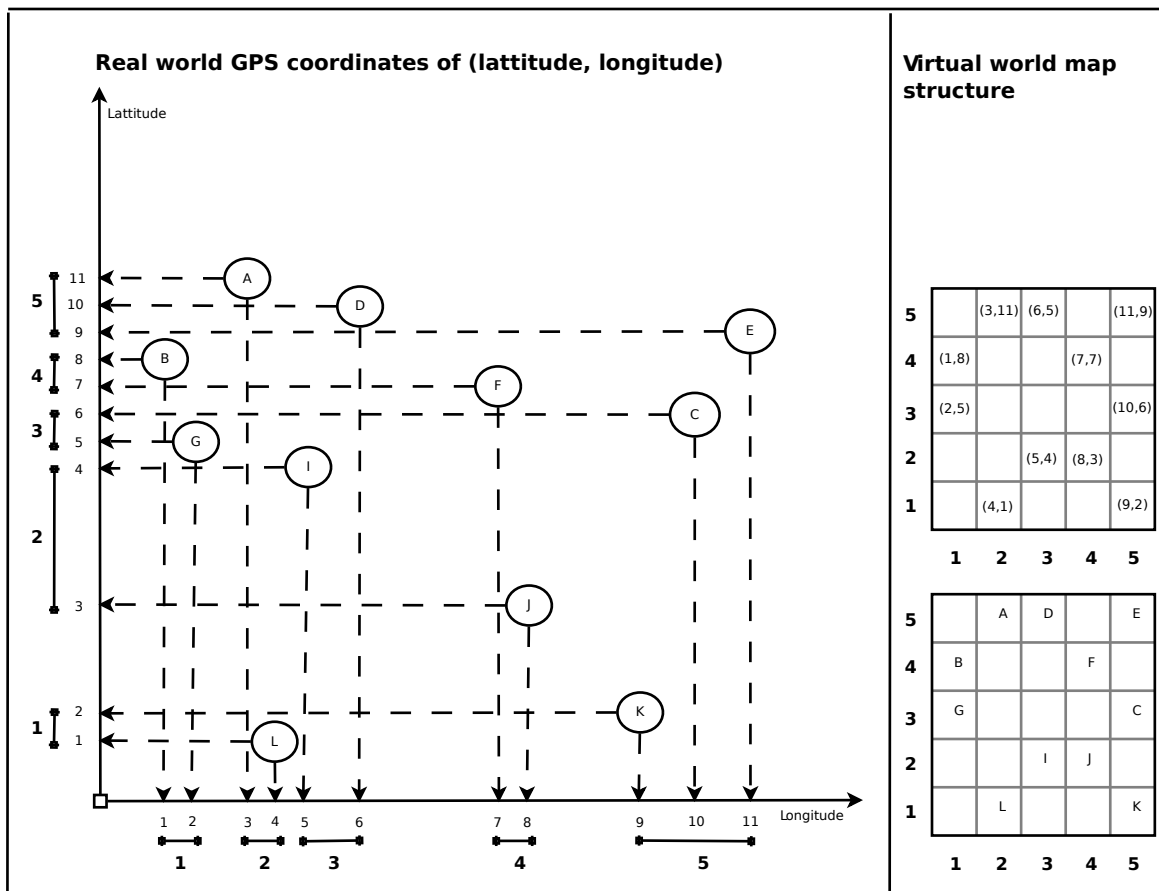 Real world GPS coordinates of (lattitude, longitude)
Lattitude
11
10
9
8
7
6
5
4
3
2
1
5
4
3
2
1
A
D
E
B
F
C
G
I
J
K
L
1 2 3 4 5 6 7 8 9 10 11
Longitude
1 2 3 4 5
Virtual world map
structure
5 (3,11) (6,5) (11,9)
4 (1,8) (7,7)
3 (2,5) (10,6)
2 (5,4) (8,3)
1 (4,1) (9,2)
1 2 3 4 5
5 A D E
4 B F
3 G C
2 I J
1 L K
1 2 3 4 5